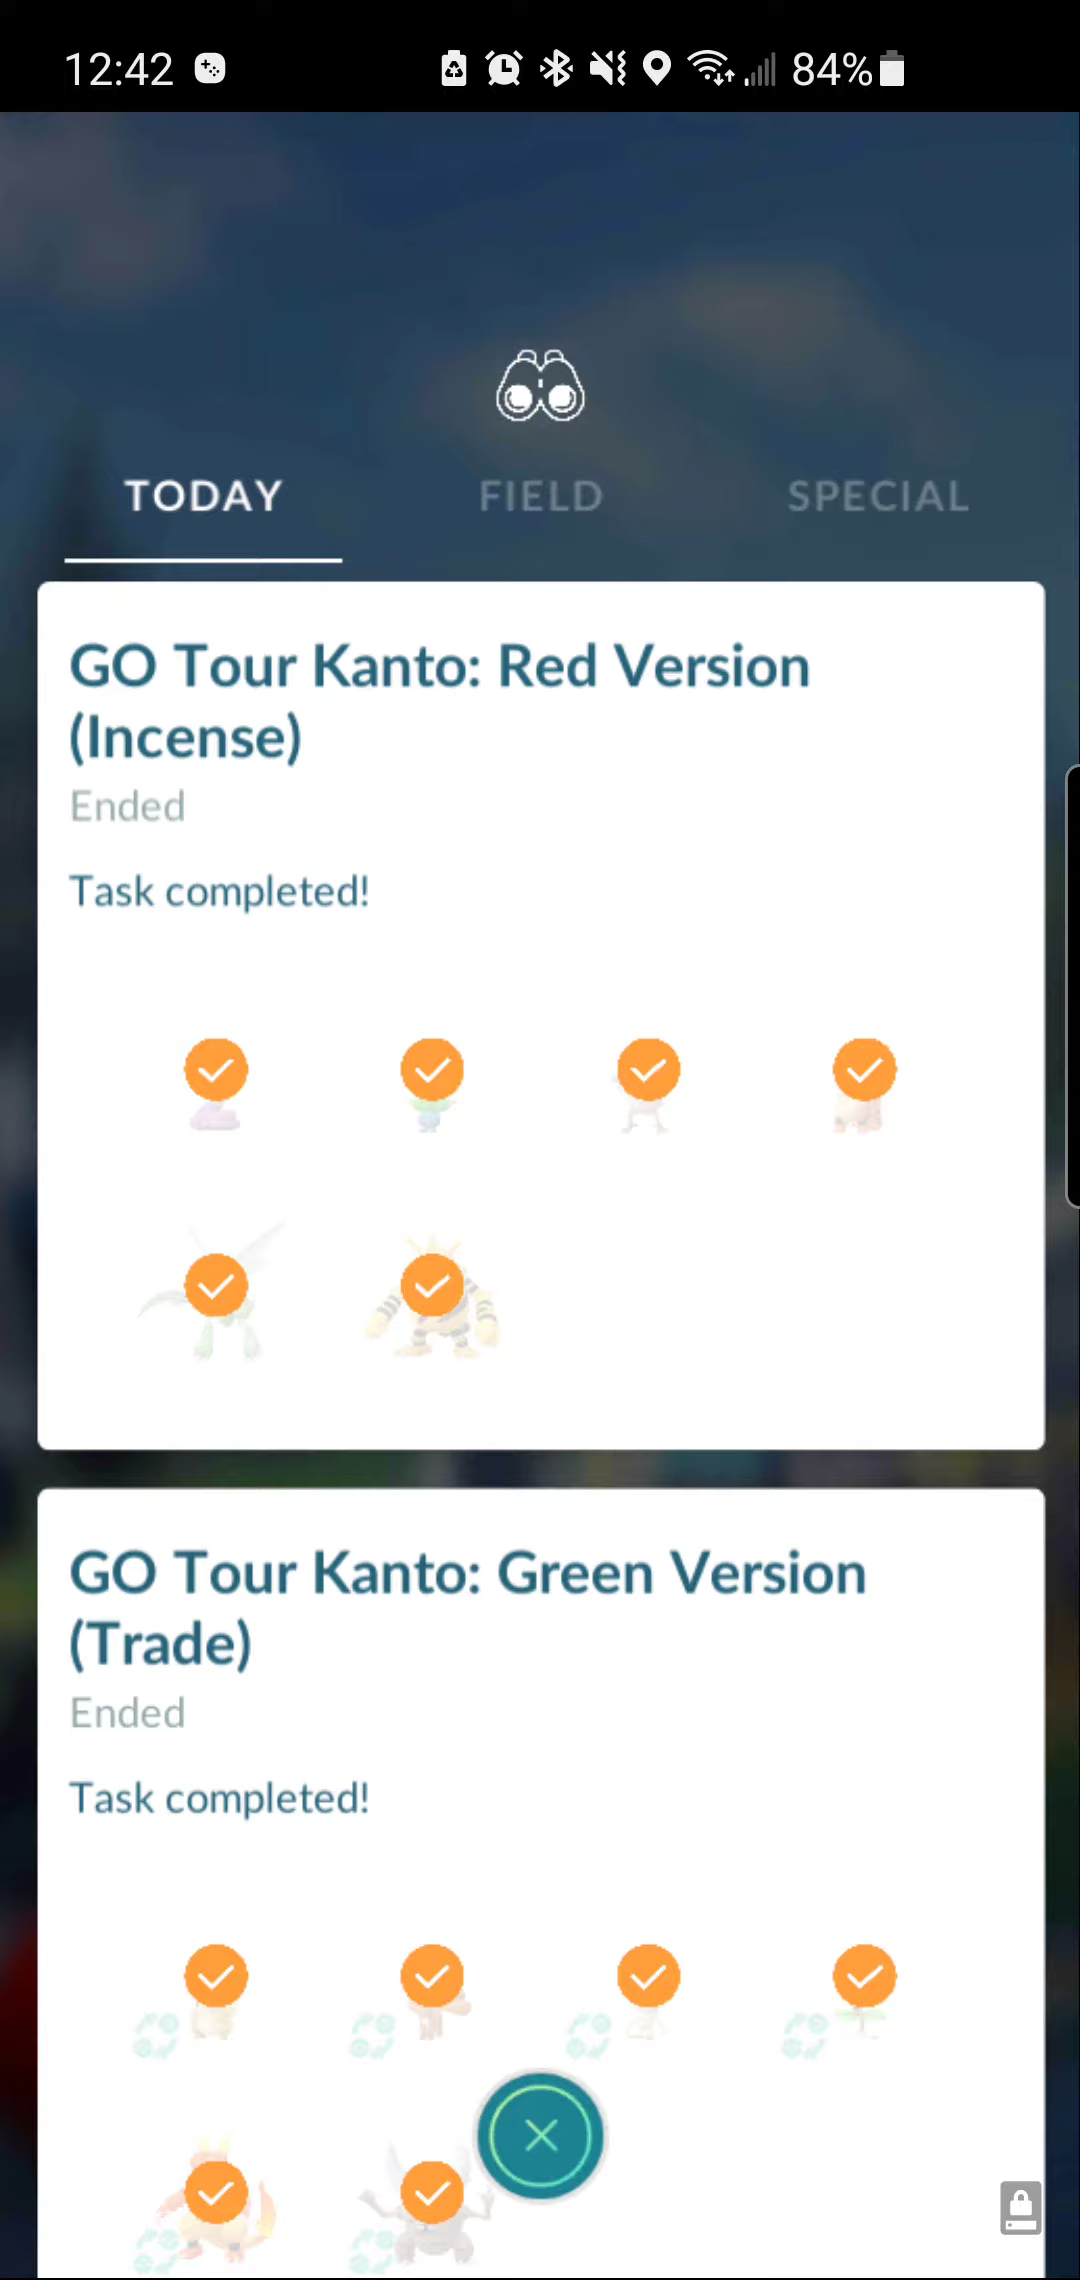 12:42 84%
TODAY FIELD SPECIAL
GO Tour Kanto: Red Version
(Incense)
Ended
Task completed!
GO Tour Kanto: Green Version
(Trade)
Ended
Task completed!